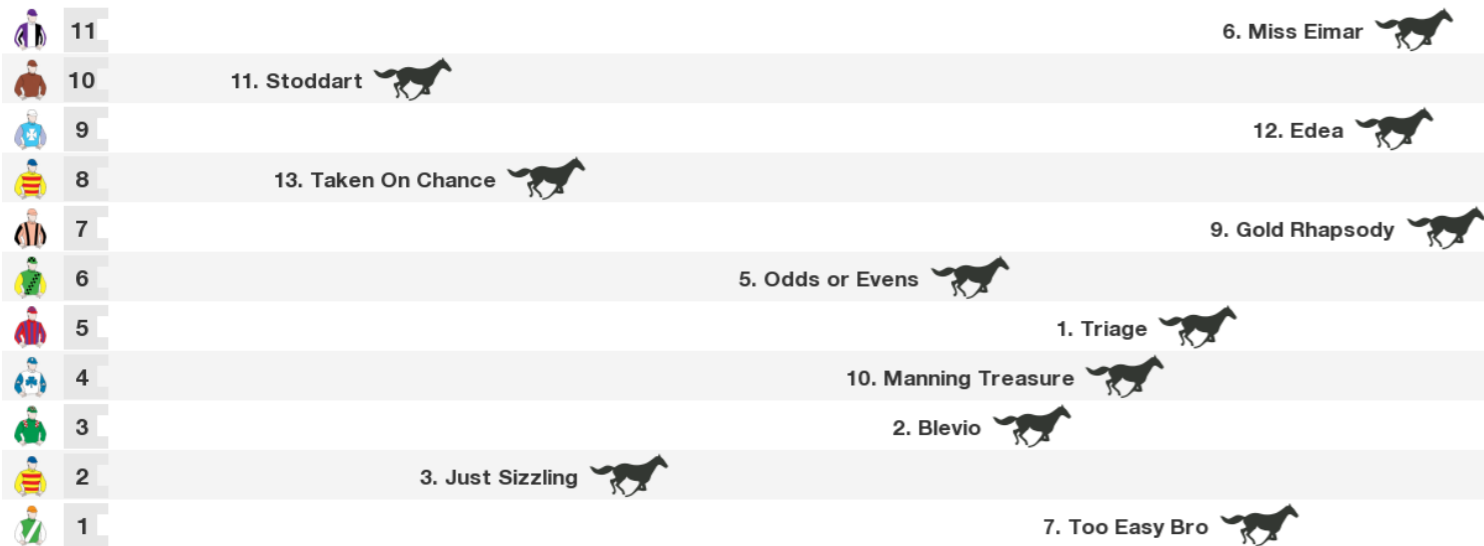 11 6. Miss Eimar
10 11. Stoddart
9 12. Edea
8 13. Taken On Chance
7 9. Gold Rhapsody
6 5. Odds or Evens
5 1. Triage
4 10. Manning Treasure
3 2. Blevio
2 3. Just Sizzling
1 7. Too Easy Bro